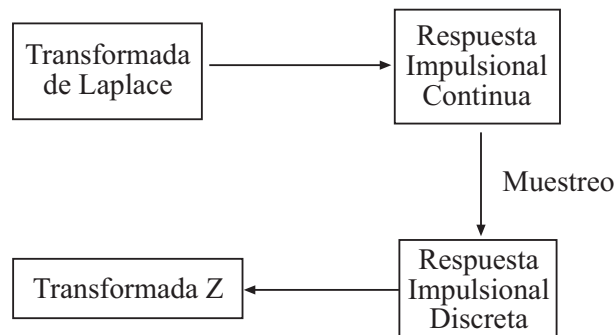 Transformada
de Laplace
Respuesta
Impulsional
Continua
Muestreo
Respuesta
Impulsional
Discreta
Transformada Z